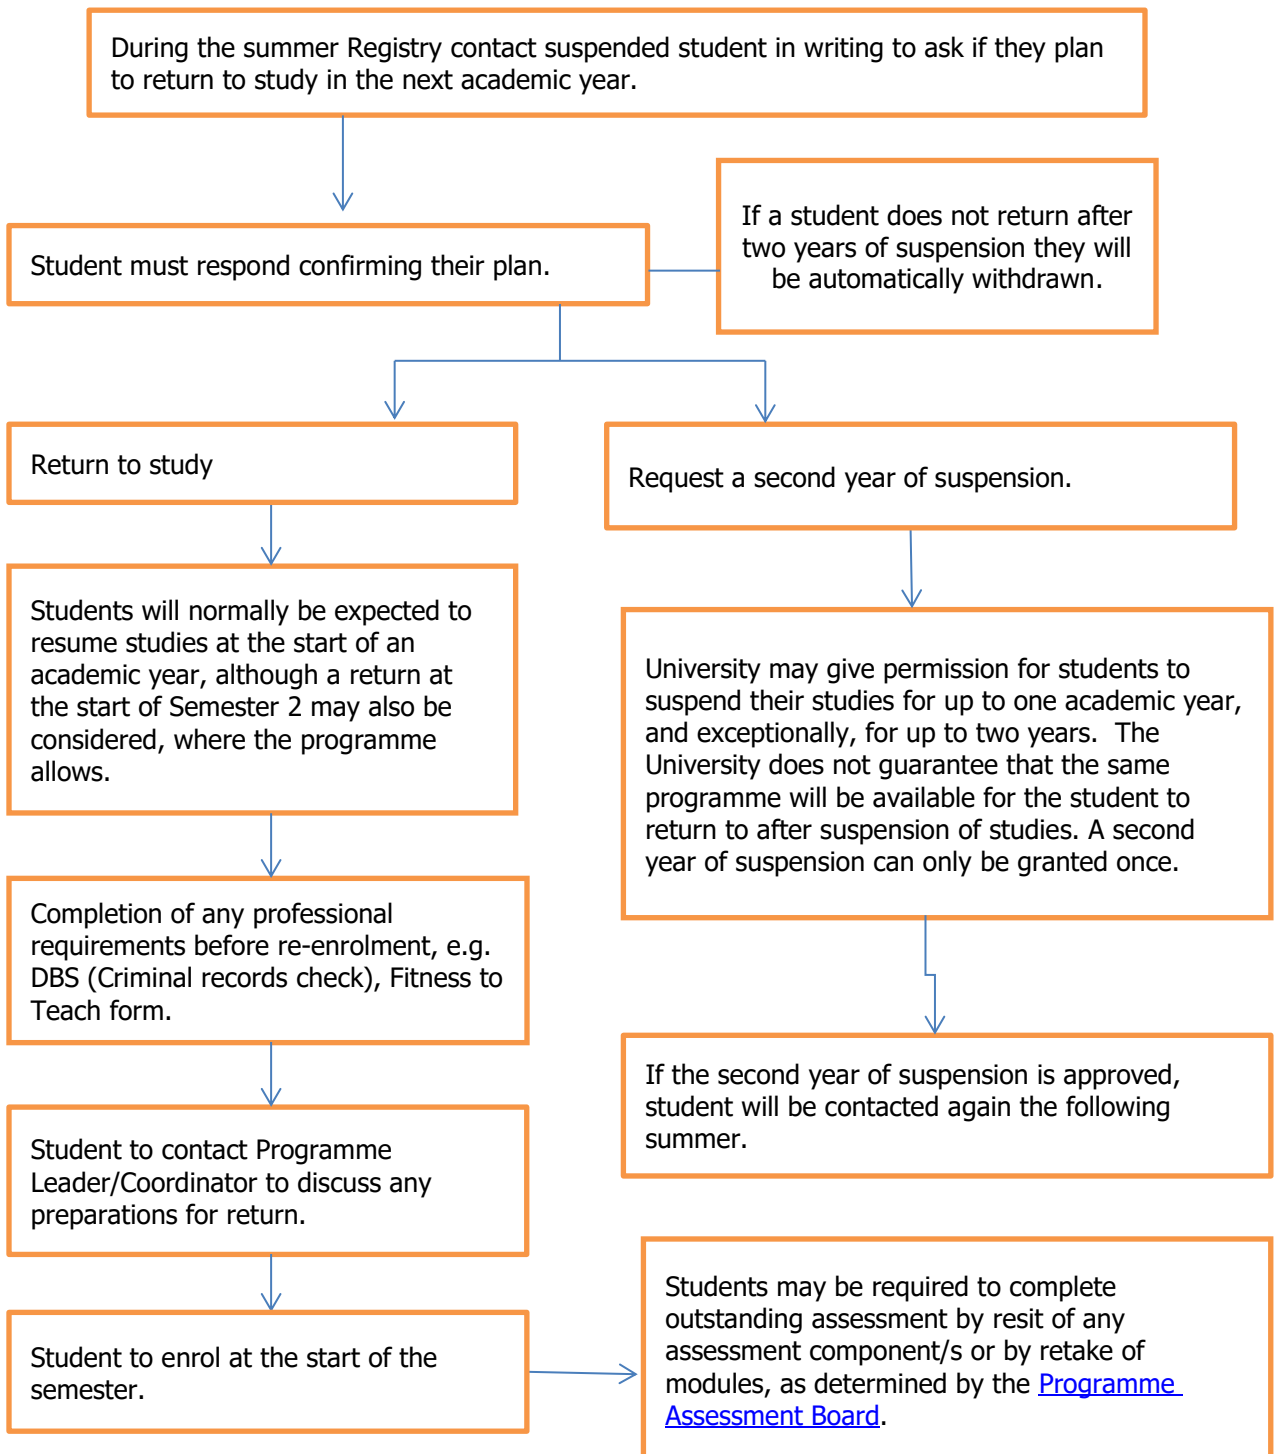 During the summer Registry contact suspended student in writing to ask if they plan
to return to study in the next academic year.
If a student does not return after
two years of suspension they will
be automatically withdrawn.
Student must respond confirming their plan.
Return to study
Request a second year of suspension.
Students will normally be expected to
resume studies at the start of an
academic year, although a return at
the start of Semester 2 may also be
considered, where the programme
allows.
University may give permission for students to
suspend their studies for up to one academic year,
and exceptionally, for up to two years.  The
University does not guarantee that the same
programme will be available for the student to
return to after suspension of studies. A second
year of suspension can only be granted once.
Completion of any professional
requirements before re-enrolment, e.g.
DBS (Criminal records check), Fitness to
Teach form.
If the second year of suspension is approved,
student will be contacted again the following
summer.
Student to contact Programme
Leader/Coordinator to discuss any
preparations for return.
Student to enrol at the start of the
semester.
Students may be required to complete
outstanding assessment by resit of any
assessment component/s or by retake of
modules, as determined by the Programme
Assessment Board.